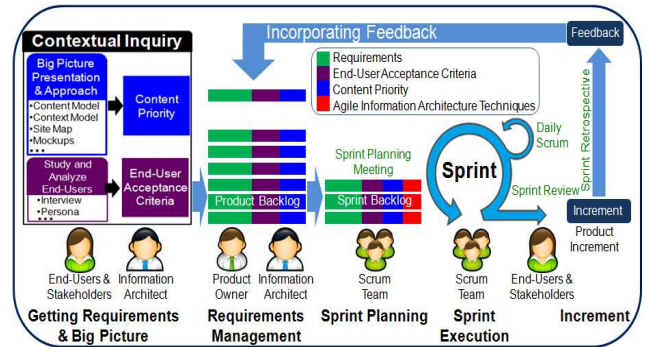 Contextual Inquiry
Big Picture
Presentation
& Approach
•Content Model
•Context Model
•Site Map
•Mockups
•••
Content
Priority
Study and
Analyze
End-Users
•Interview
•Persona
•••
End-User
Acceptance
Criteria
Incorporating Feedback
Feedback
Requirements
End-User Acceptance Criteria
Content Priority
Agile Information Architecture Techniques
Product Backlog
Sprint Planning
Meeting
Sprint Backlog
Sprint
Daily
Scrum
Sprint Review
Sprint Retrospective
Increment
Product
Increment
End-Users &
Stakeholders
Information
Architect
Product
Owner
Information
Architect
Scrum
Team
Scrum
Team
End-Users &
Stakeholders
Getting Requirements
& Big Picture
Requirements
Management
Sprint Planning
Sprint
Execution
Increment